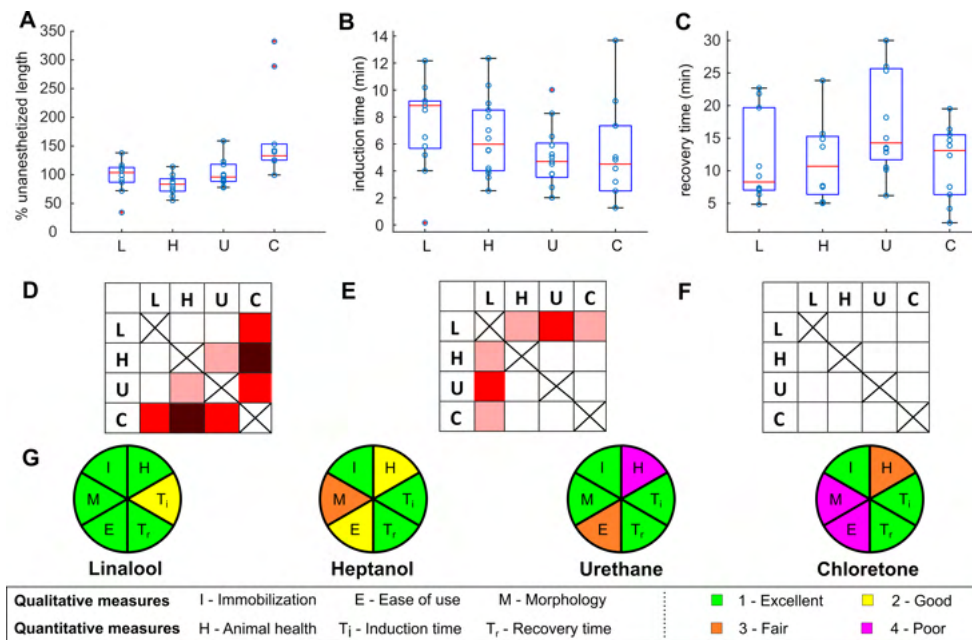 A
% unanesthetized length
350
300
250
200
150
100
50
0
L H U C
B
induction time (min)
14
12
10
8
6
4
2
0
L H U C
C
recovery time (min)
30
25
20
15
10
5
L H U C
D
L H U C
L
H
U
C
E
L H U C
L
H
U
C
F
L H U C
L
H
U
C
G
I H
M Ti
E Tr
Linalool
I H
M Ti
E Tr
Heptanol
I H
M Ti
E Tr
Urethane
I H
M Ti
E Tr
Chloretone
Qualitative measures I - Immobilization E - Ease of use M - Morphology
Quantitative measures H - Animal health Ti - Induction time Tr - Recovery time
1 - Excellent 2 - Good
3 - Fair 4 - Poor